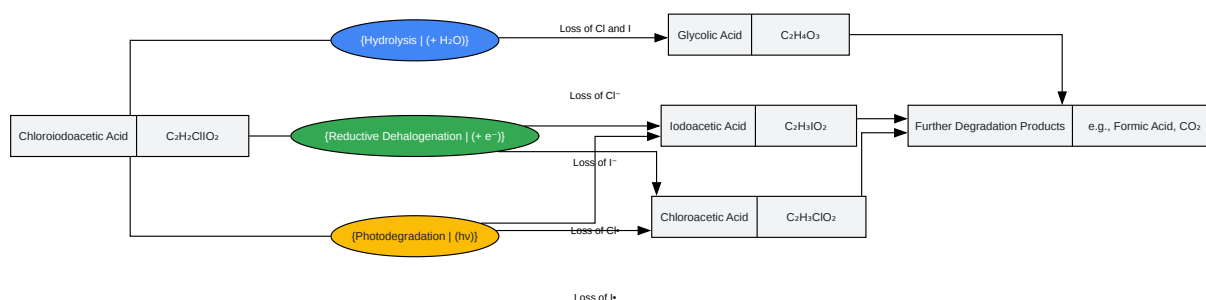 Loss of Cl and I
{Hydrolysis | (+ H₂O)}
Glycolic Acid
C₂H₄O₃
Loss of Cl⁻
Chloroiodoacetic Acid
C₂H₂ClIO₂
{Reductive Dehalogenation | (+ e⁻)}
Iodoacetic Acid
C₂H₃IO₂
Further Degradation Products
e.g., Formic Acid, CO₂
Loss of I⁻
Chloroacetic Acid
C₂H₃ClO₂
{Photodegradation | (hν)}
Loss of Cl•
Loss of I•